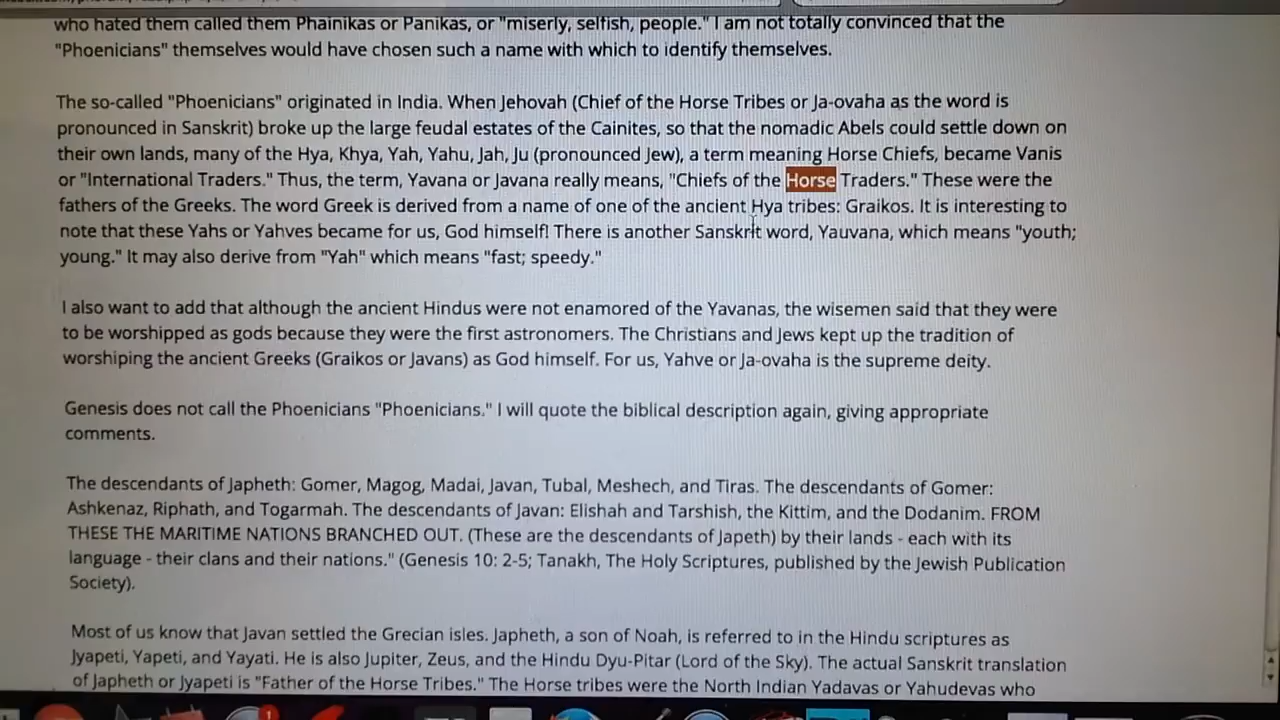 who hated them called them Phainikas or Panikas, or "miserly, selfish, people." I am not totally convinced that the
"Phoenicians" themselves would have chosen such a name with which to identify themselves.
The so-called "Phoenicians" originated in India. When Jehovah (Chief of the Horse Tribes or Ja-ovaha as the word is
pronounced in Sanskrit) broke up the large feudal estates of the Cainites, so that the nomadic Abels could settle down on
their own lands, many of the Hya, Khya, Yah, Yahu, Jah, Ju (pronounced Jew), a term meaning Horse Chiefs, became Vanis
or "International Traders." Thus, the term, Yavana or Javana really means, "Chiefs of the Horse Traders." These were the
fathers of the Greeks. The word Greek is derived from a name of one of the ancient Hya tribes: Graikos. It is interesting to
note that these Yahs or Yahves became for us, God himself! There is another Sanskrit word, Yauvana, which means "youth;
young." It may also derive from "Yah" which means "fast; speedy."
I also want to add that although the ancient Hindus were not enamored of the Yavanas, the wisemen said that they were
to be worshipped as gods because they were the first astronomers. The Christians and Jews kept up the tradition of
worshiping the ancient Greeks (Graikos or Javans) as God himself. For us, Yahve or Ja-ovaha is the supreme deity.
Genesis does not call the Phoenicians "Phoenicians." I will quote the biblical description again, giving appropriate
comments.
The descendants of Japheth: Gomer, Magog, Madai, Javan, Tubal, Meshech, and Tiras. The descendants of Gomer:
Ashkenaz, Riphath, and Togarmah. The descendants of Javan: Elishah and Tarshish, the Kittim, and the Dodanim. FROM
THESE THE MARITIME NATIONS BRANCHED OUT. (These are the descendants of Japeth) by their lands - each with its
language - their clans and their nations." (Genesis 10: 2-5; Tanakh, The Holy Scriptures, published by the Jewish Publication
Society).
Most of us know that Javan settled the Grecian isles. Japheth, a son of Noah, is referred to in the Hindu scriptures as
Jyapeti, Yapeti, and Yayati. He is also Jupiter, Zeus, and the Hindu Dyu-Pitar (Lord of the Sky). The actual Sanskrit translation
of Japheth or Jyapeti is "Father of the Horse Tribes." The Horse tribes were the North Indian Yadavas or Yahudevas who
1